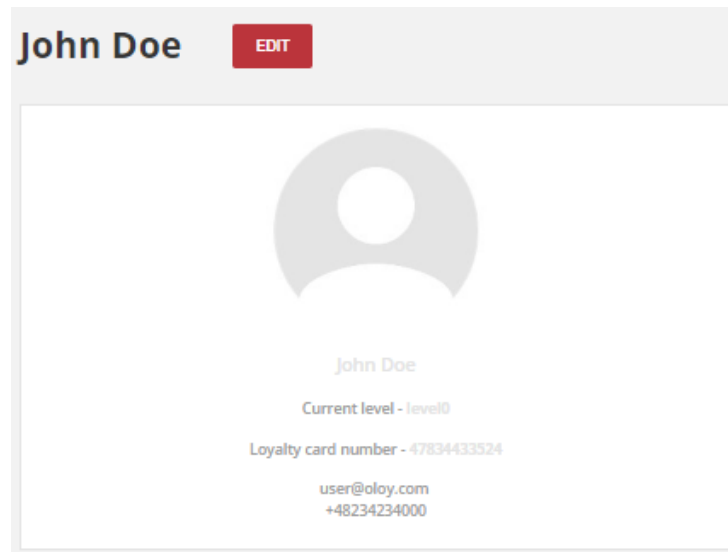 John Doe
EDIT
John Doe
Current level - level0
Loyalty card number - 47834433524
user@oloy.com
+48234234000